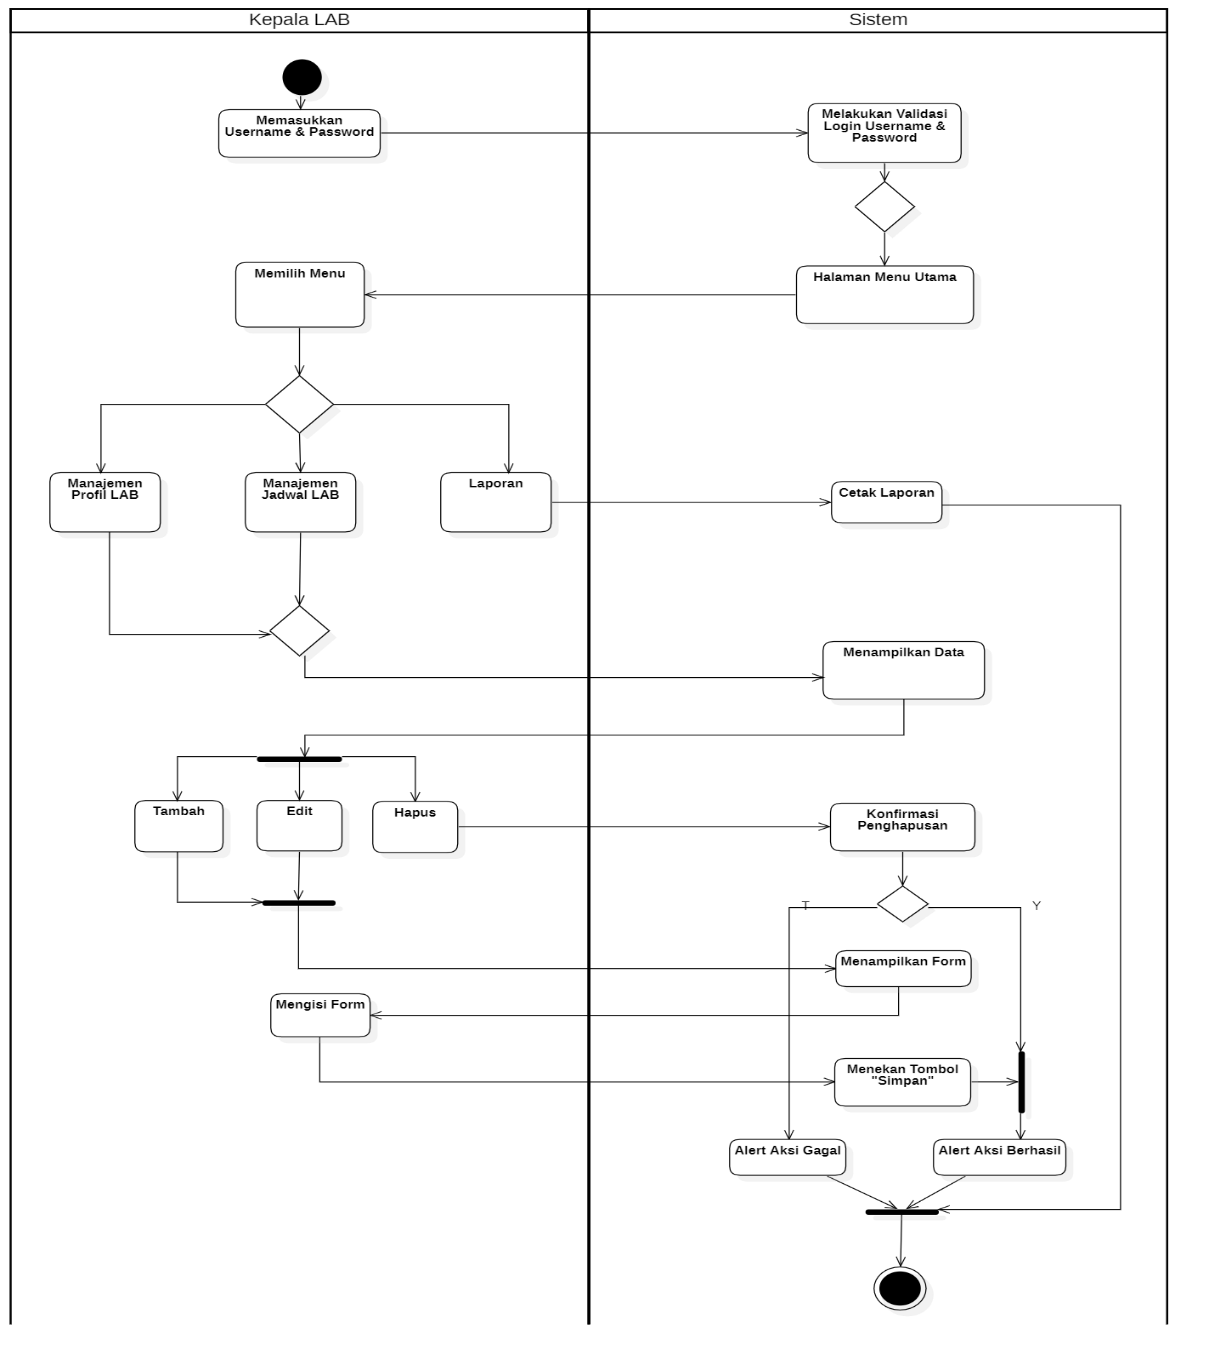 Kepala LAB
Sistem
Memasukkan
Username & Password
Melakukan Validasi
Login Username &
Password
Memilih Menu
Halaman Menu Utama
Manajemen
Profil LAB
Manajemen
Jadwal LAB
Laporan
Cetak Laporan
Menampilkan Data
Tambah
Edit
Hapus
Konfirmasi
Penghapusan
T
Y
Menampilkan Form
Mengisi Form
Menekan Tombol
"Simpan"
Alert Aksi Gagal
Alert Aksi Berhasil